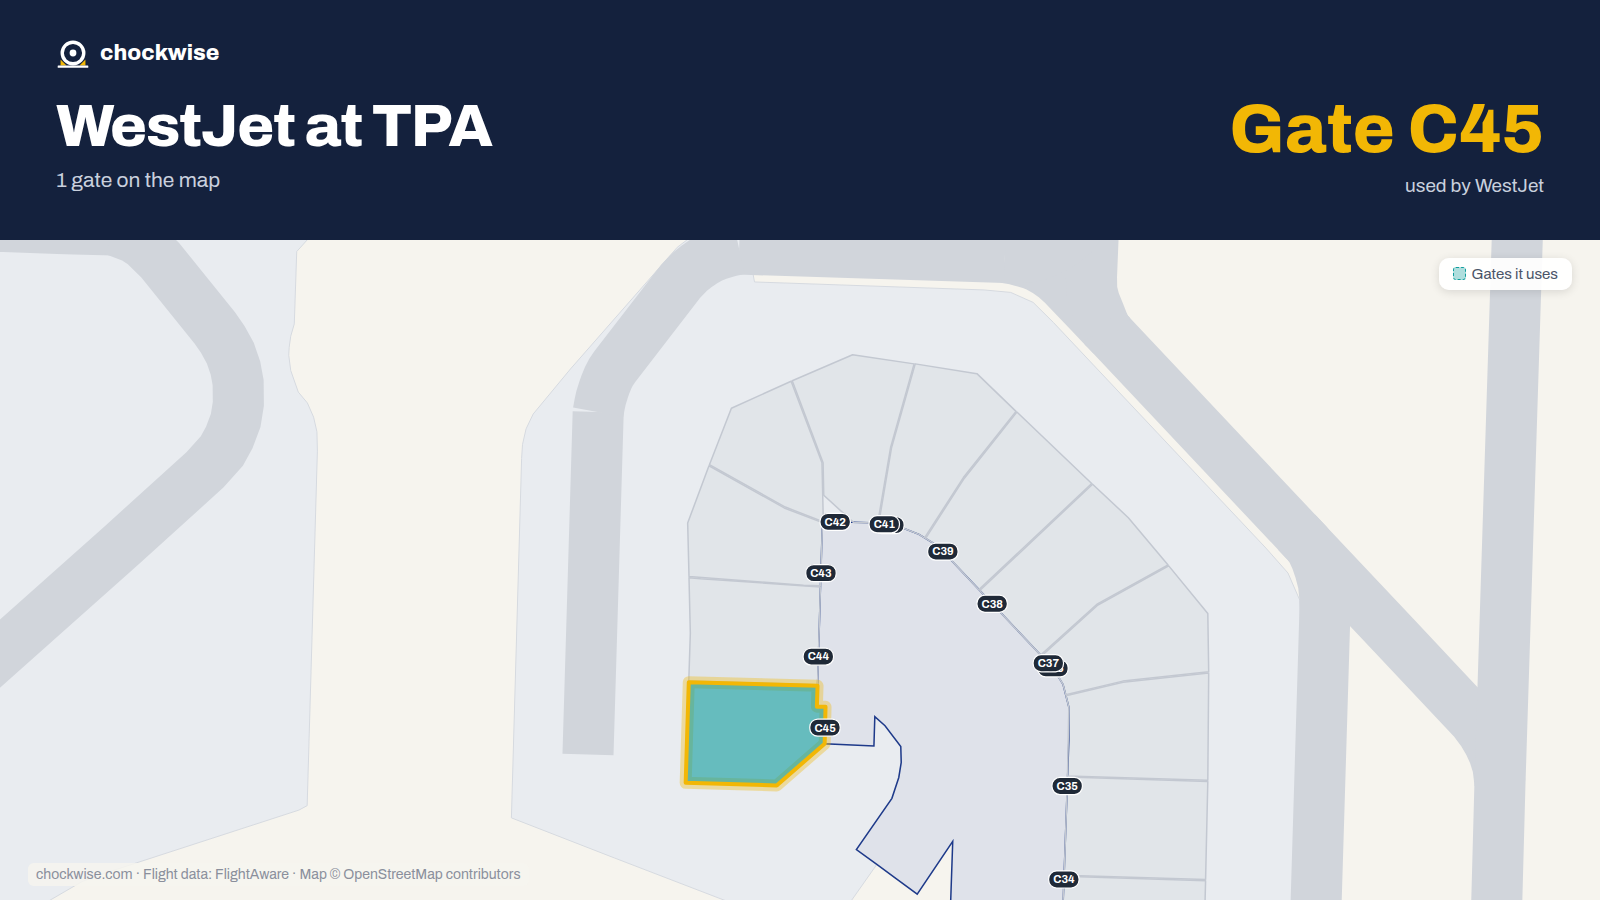 chockwise
WestJet at TPA
1 gate on the map
Gate C45
used by WestJet
Gates it uses
C42
C41
C39
C43
C38
C44
C37
C45
C35
C34
chockwise.com · Flight data: FlightAware · Map © OpenStreetMap contributors